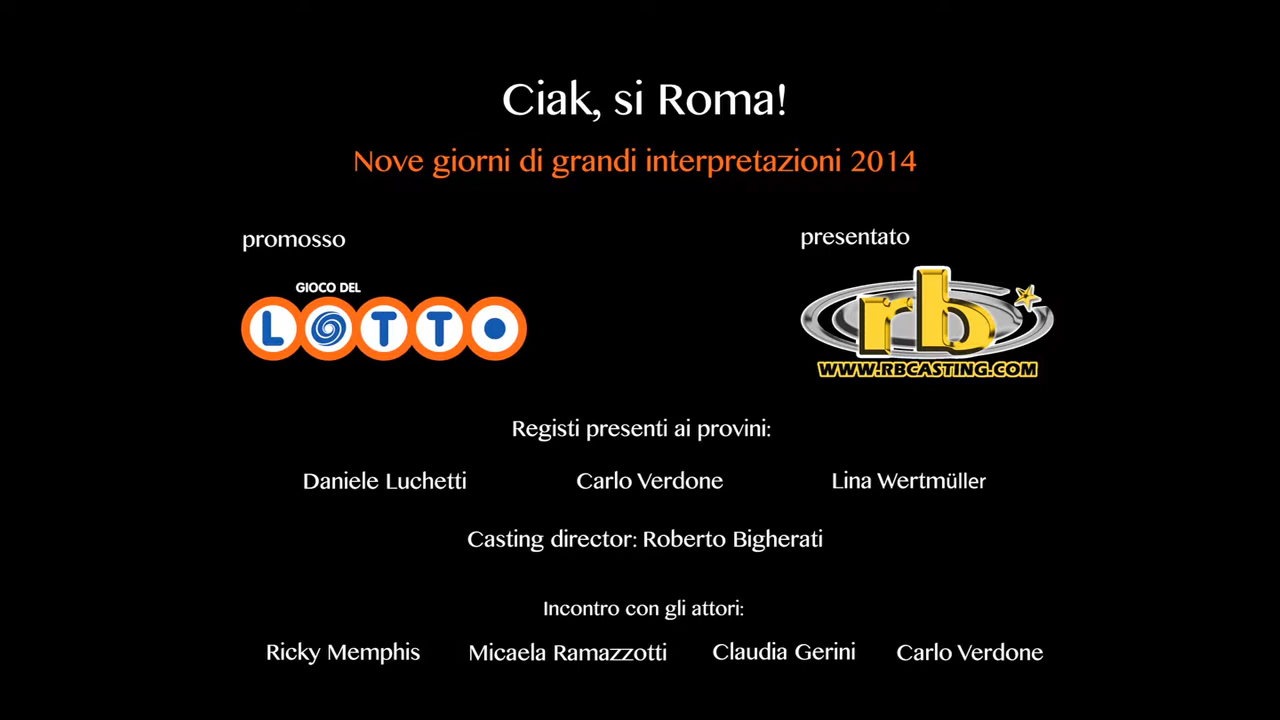 Ciak, si Roma!
Nove giorni di grandi interpretazioni 2014
promosso
presentato
GIOCO DEL
LOTTO
rb
WWW.RBCASTING.COM
Registi presenti ai provini:
Daniele Luchetti Carlo Verdone Lina Wertmüller
Casting director: Roberto Bigherati
Incontro con gli attori:
Ricky Memphis Micaela Ramazzotti Claudia Gerini Carlo Verdone